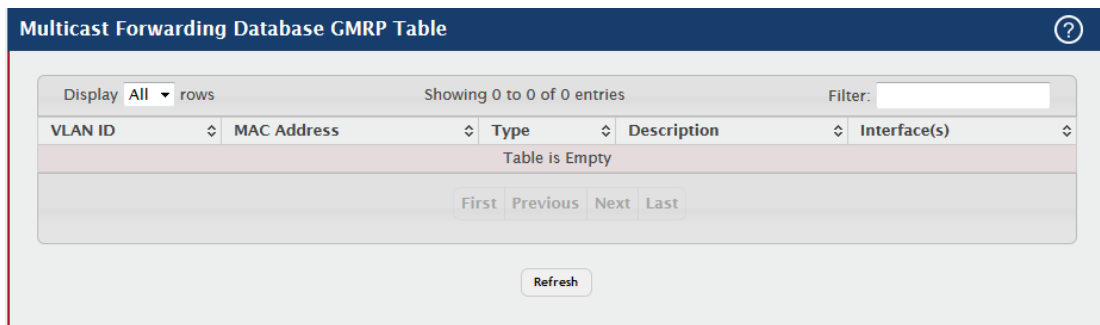 Multicast Forwarding Database GMRP Table
Display All rows Showing 0 to 0 of 0 entries Filter:
VLAN ID MAC Address Type Description Interface(s)
Table is Empty
First Previous Next Last
Refresh